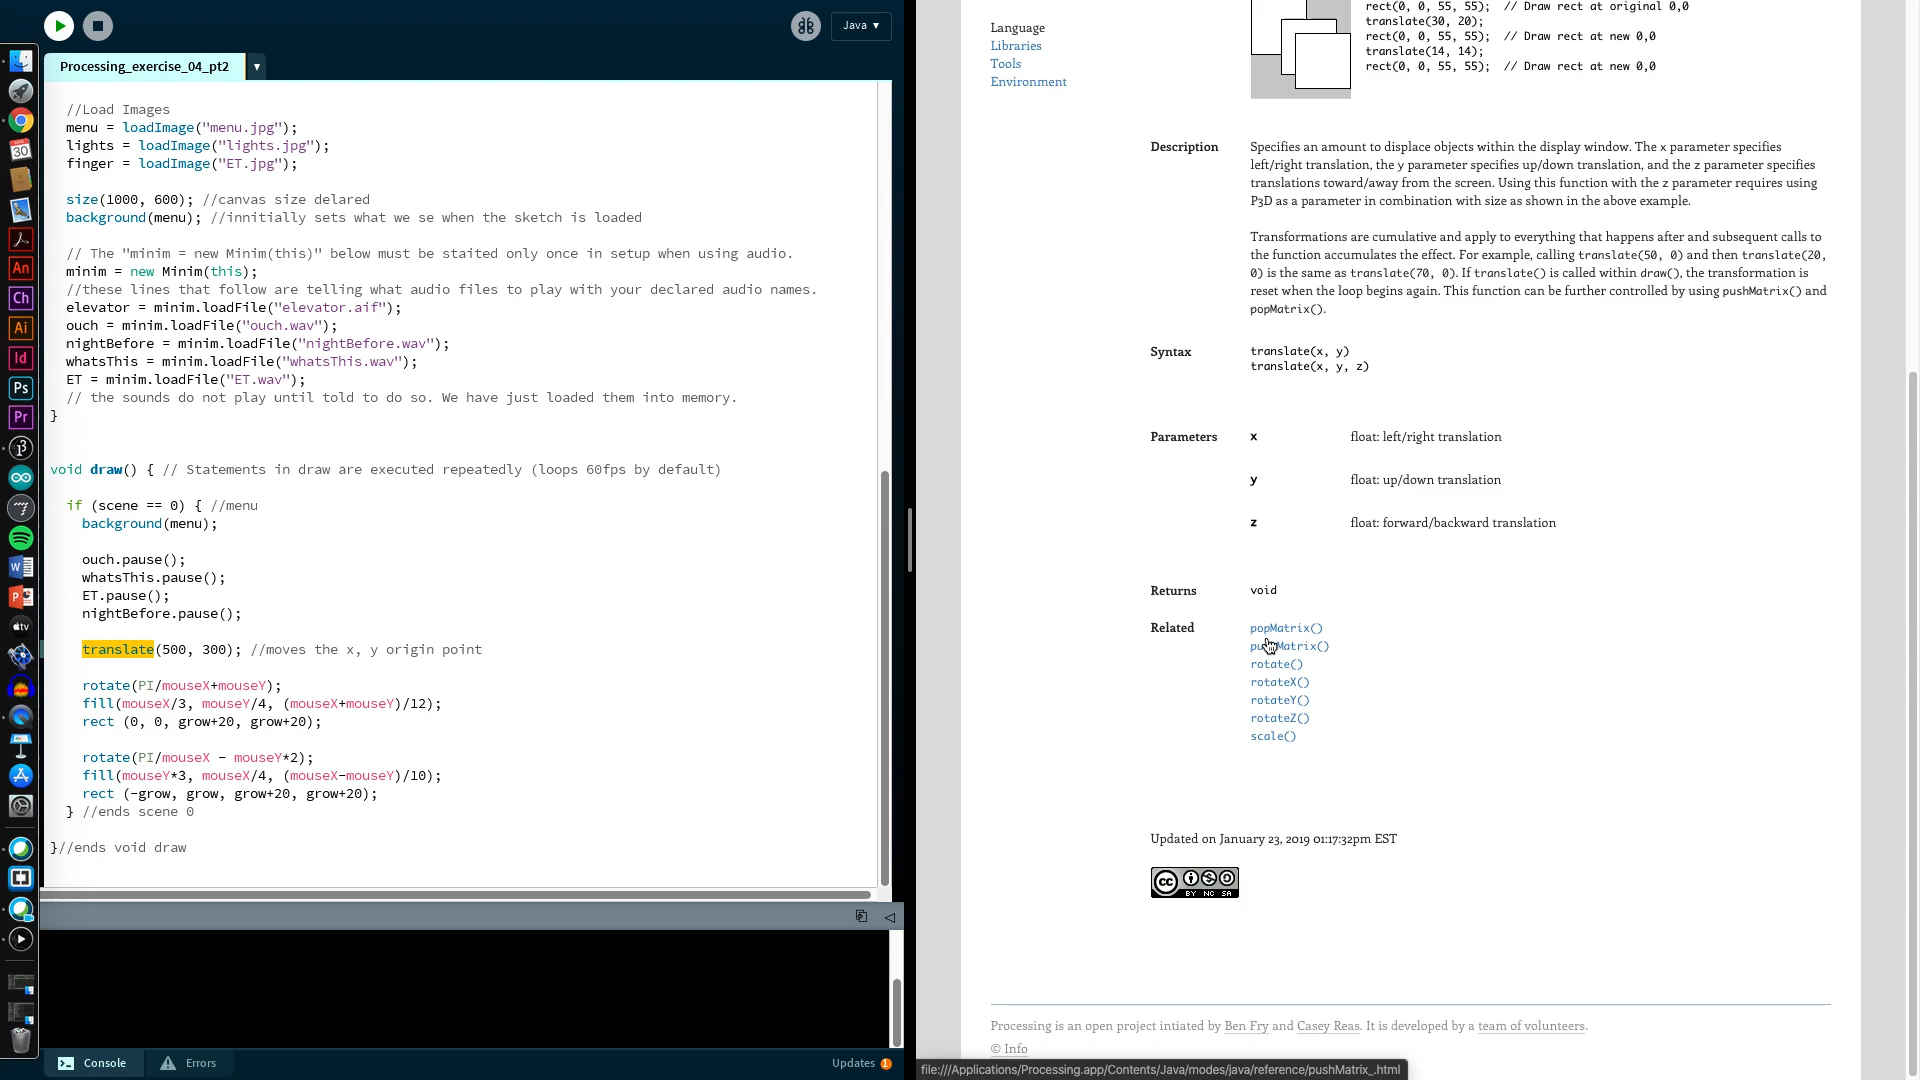 Java ▾
Processing_exercise_04_pt2
//Load Images
menu = loadImage("menu.jpg");
lights = loadImage("lights.jpg");
finger = loadImage("ET.jpg");
size(1000, 600); //canvas size delared
background(menu); //innitially sets what we se when the sketch is loaded
// The "minim = new Minim(this)" below must be staited only once in setup when using audio.
minim = new Minim(this);
//these lines that follow are telling what audio files to play with your declared audio names.
elevator = minim.loadFile("elevator.aif");
ouch = minim.loadFile("ouch.wav");
nightBefore = minim.loadFile("nightBefore.wav");
whatsThis = minim.loadFile("whatsThis.wav");
ET = minim.loadFile("ET.wav");
// the sounds do not play until told to do so. We have just loaded them into memory.
}
void draw() { // Statements in draw are executed repeatedly (loops 60fps by default)
if (scene == 0) { //menu
background(menu);
ouch.pause();
whatsThis.pause();
ET.pause();
nightBefore.pause();
translate(500, 300); //moves the x, y origin point
rotate(PI/mouseX+mouseY);
fill(mouseX/3, mouseY/4, (mouseX+mouseY)/12);
rect (0, 0, grow+20, grow+20);
rotate(PI/mouseX - mouseY*2);
fill(mouseY*3, mouseX/4, (mouseX-mouseY)/10);
rect (-grow, grow, grow+20, grow+20);
} //ends scene 0
}//ends void draw
Console
Errors
Updates 1
30
An
Ch
Ai
Id
Ps
Pr
W
P
tv
Language
Libraries
Tools
Environment
rect(0, 0, 55, 55); // Draw rect at original 0,0
translate(30, 20);
rect(0, 0, 55, 55); // Draw rect at new 0,0
translate(14, 14);
rect(0, 0, 55, 55); // Draw rect at new 0,0
Description
Specifies an amount to displace objects within the display window. The x parameter specifies
left/right translation, the y parameter specifies up/down translation, and the z parameter specifies
translations toward/away from the screen. Using this function with the z parameter requires using
P3D as a parameter in combination with size as shown in the above example.
Transformations are cumulative and apply to everything that happens after and subsequent calls to
the function accumulates the effect. For example, calling translate(50, 0) and then translate(20,
0) is the same as translate(70, 0). If translate() is called within draw(), the transformation is
reset when the loop begins again. This function can be further controlled by using pushMatrix() and
popMatrix().
Syntax
translate(x, y)
translate(x, y, z)
Parameters
x float: left/right translation
y float: up/down translation
z float: forward/backward translation
Returns void
Related
popMatrix()
pushMatrix()
rotate()
rotateX()
rotateY()
rotateZ()
scale()
Updated on January 23, 2019 01:17:32pm EST
cc BY NC SA
Processing is an open project intiated by Ben Fry and Casey Reas. It is developed by a team of volunteers.
© Info
file:///Applications/Processing.app/Contents/Java/modes/java/reference/pushMatrix_.html